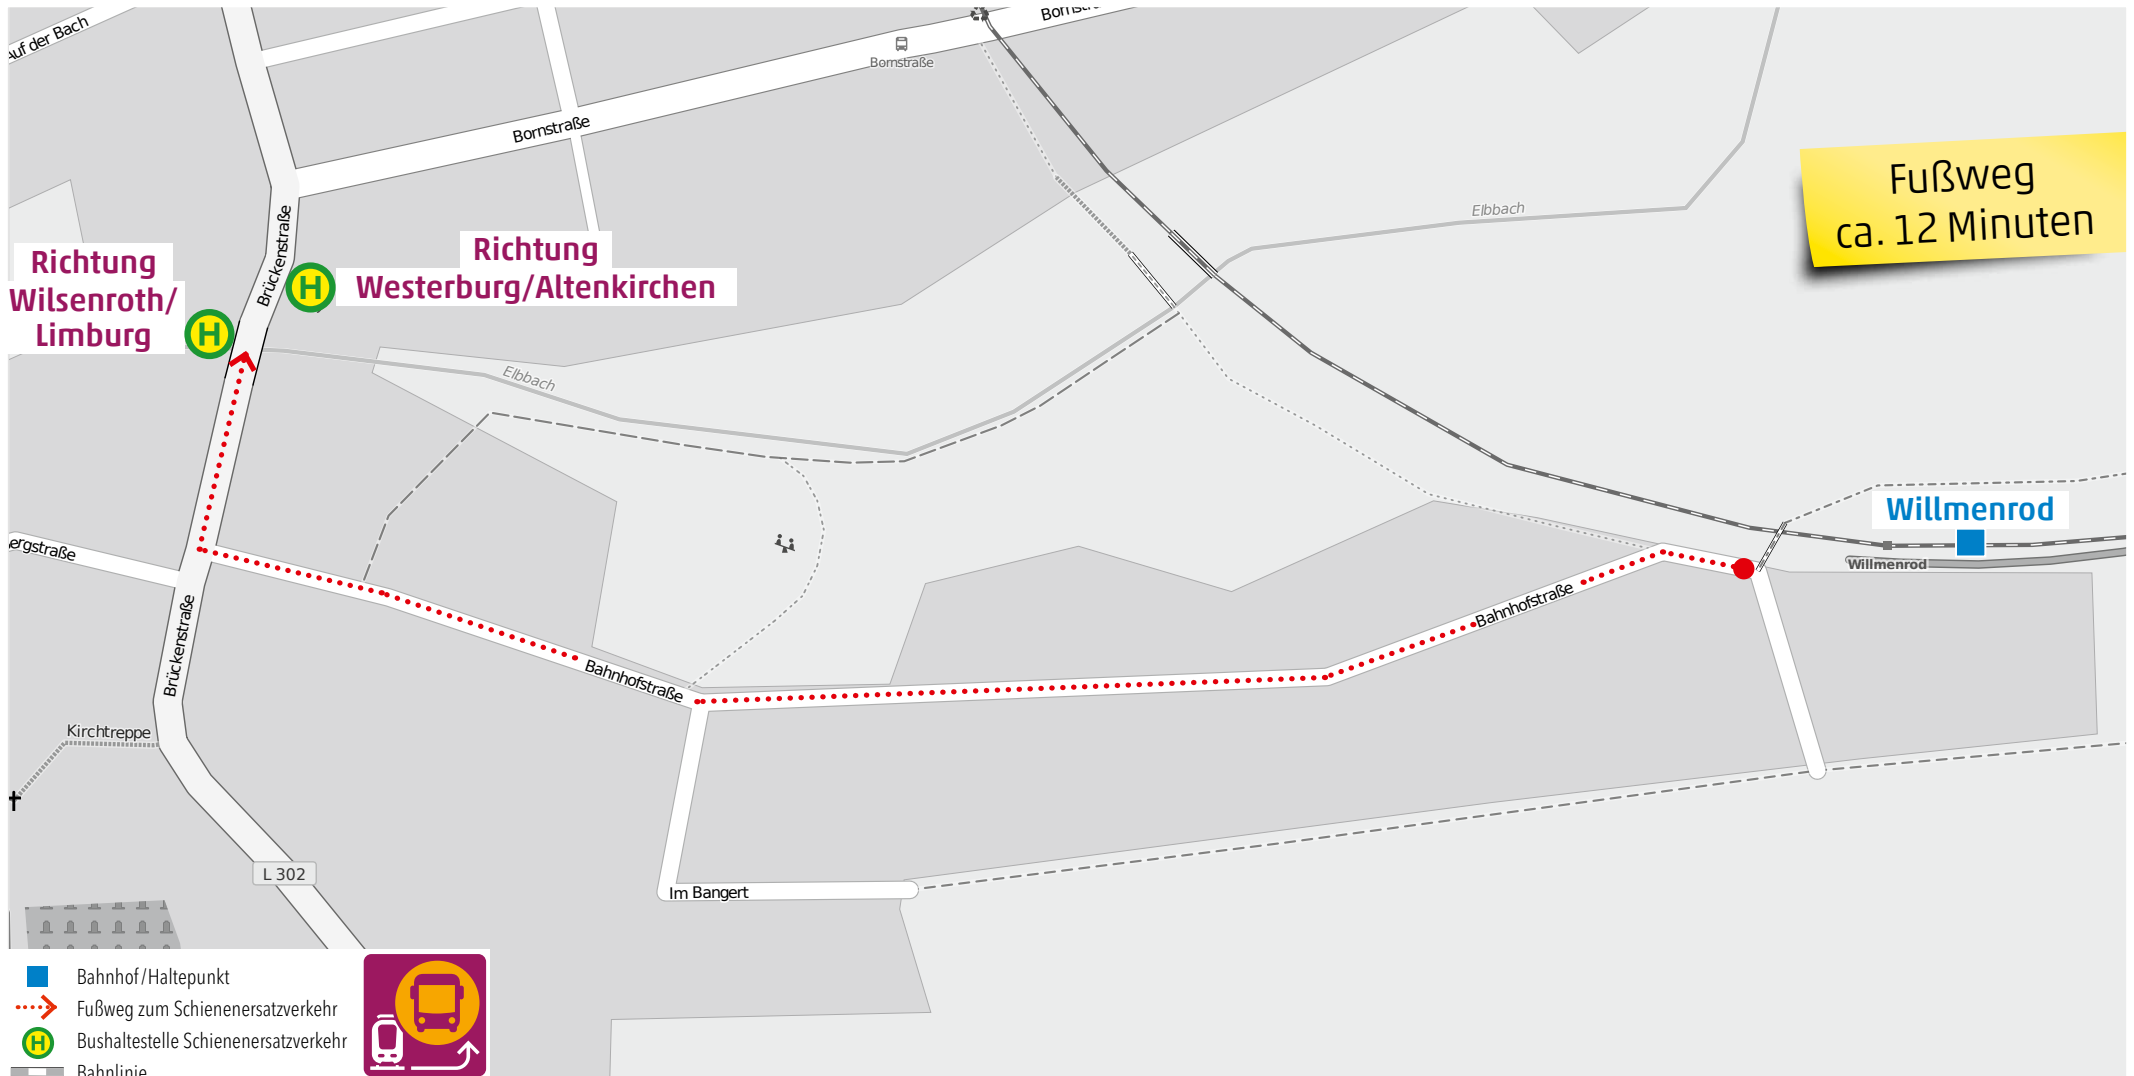 Auf der Bach
Bornstraße
Bornstraße
Brückenstraße
Richtung
Wilsenroth/
Limburg
H
H
Richtung
Westerburg/Altenkirchen
Elbbach
Fußweg
ca. 12 Minuten
Elbbach
Willmenrod
Willmenrod
Bahnhofstraße
Bahnhofstraße
Brückenstraße
Kirchtreppe
L 302
Im Bangert
Bahnhof/Haltepunkt
Fußweg zum Schienenersatzverkehr
H
Bushaltestelle Schienenersatzverkehr
Bahnlinie